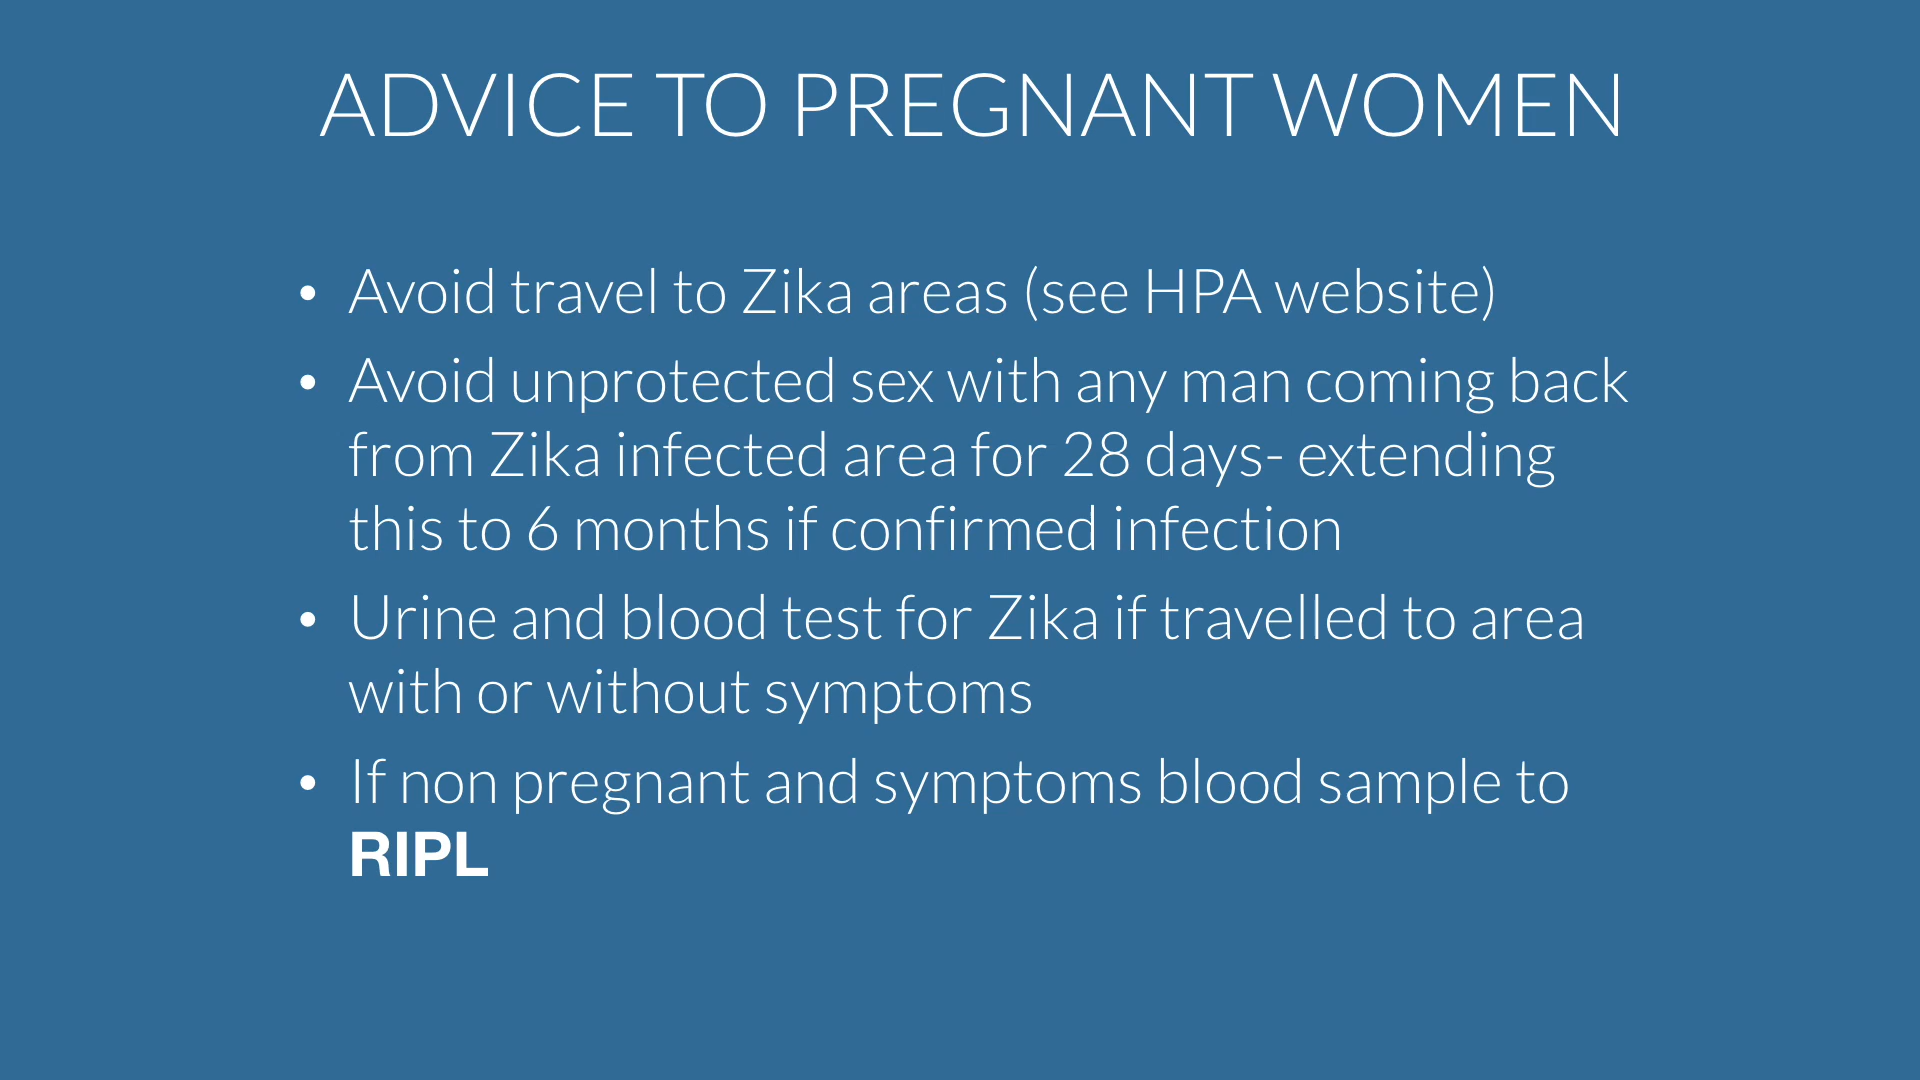 ADVICE TO PREGNANT WOMEN
• Avoid travel to Zika areas (see HPA website)
• Avoid unprotected sex with any man coming back
from Zika infected area for 28 days- extending
this to 6 months if confirmed infection
• Urine and blood test for Zika if travelled to area
with or without symptoms
• If non pregnant and symptoms blood sample to
RIPL